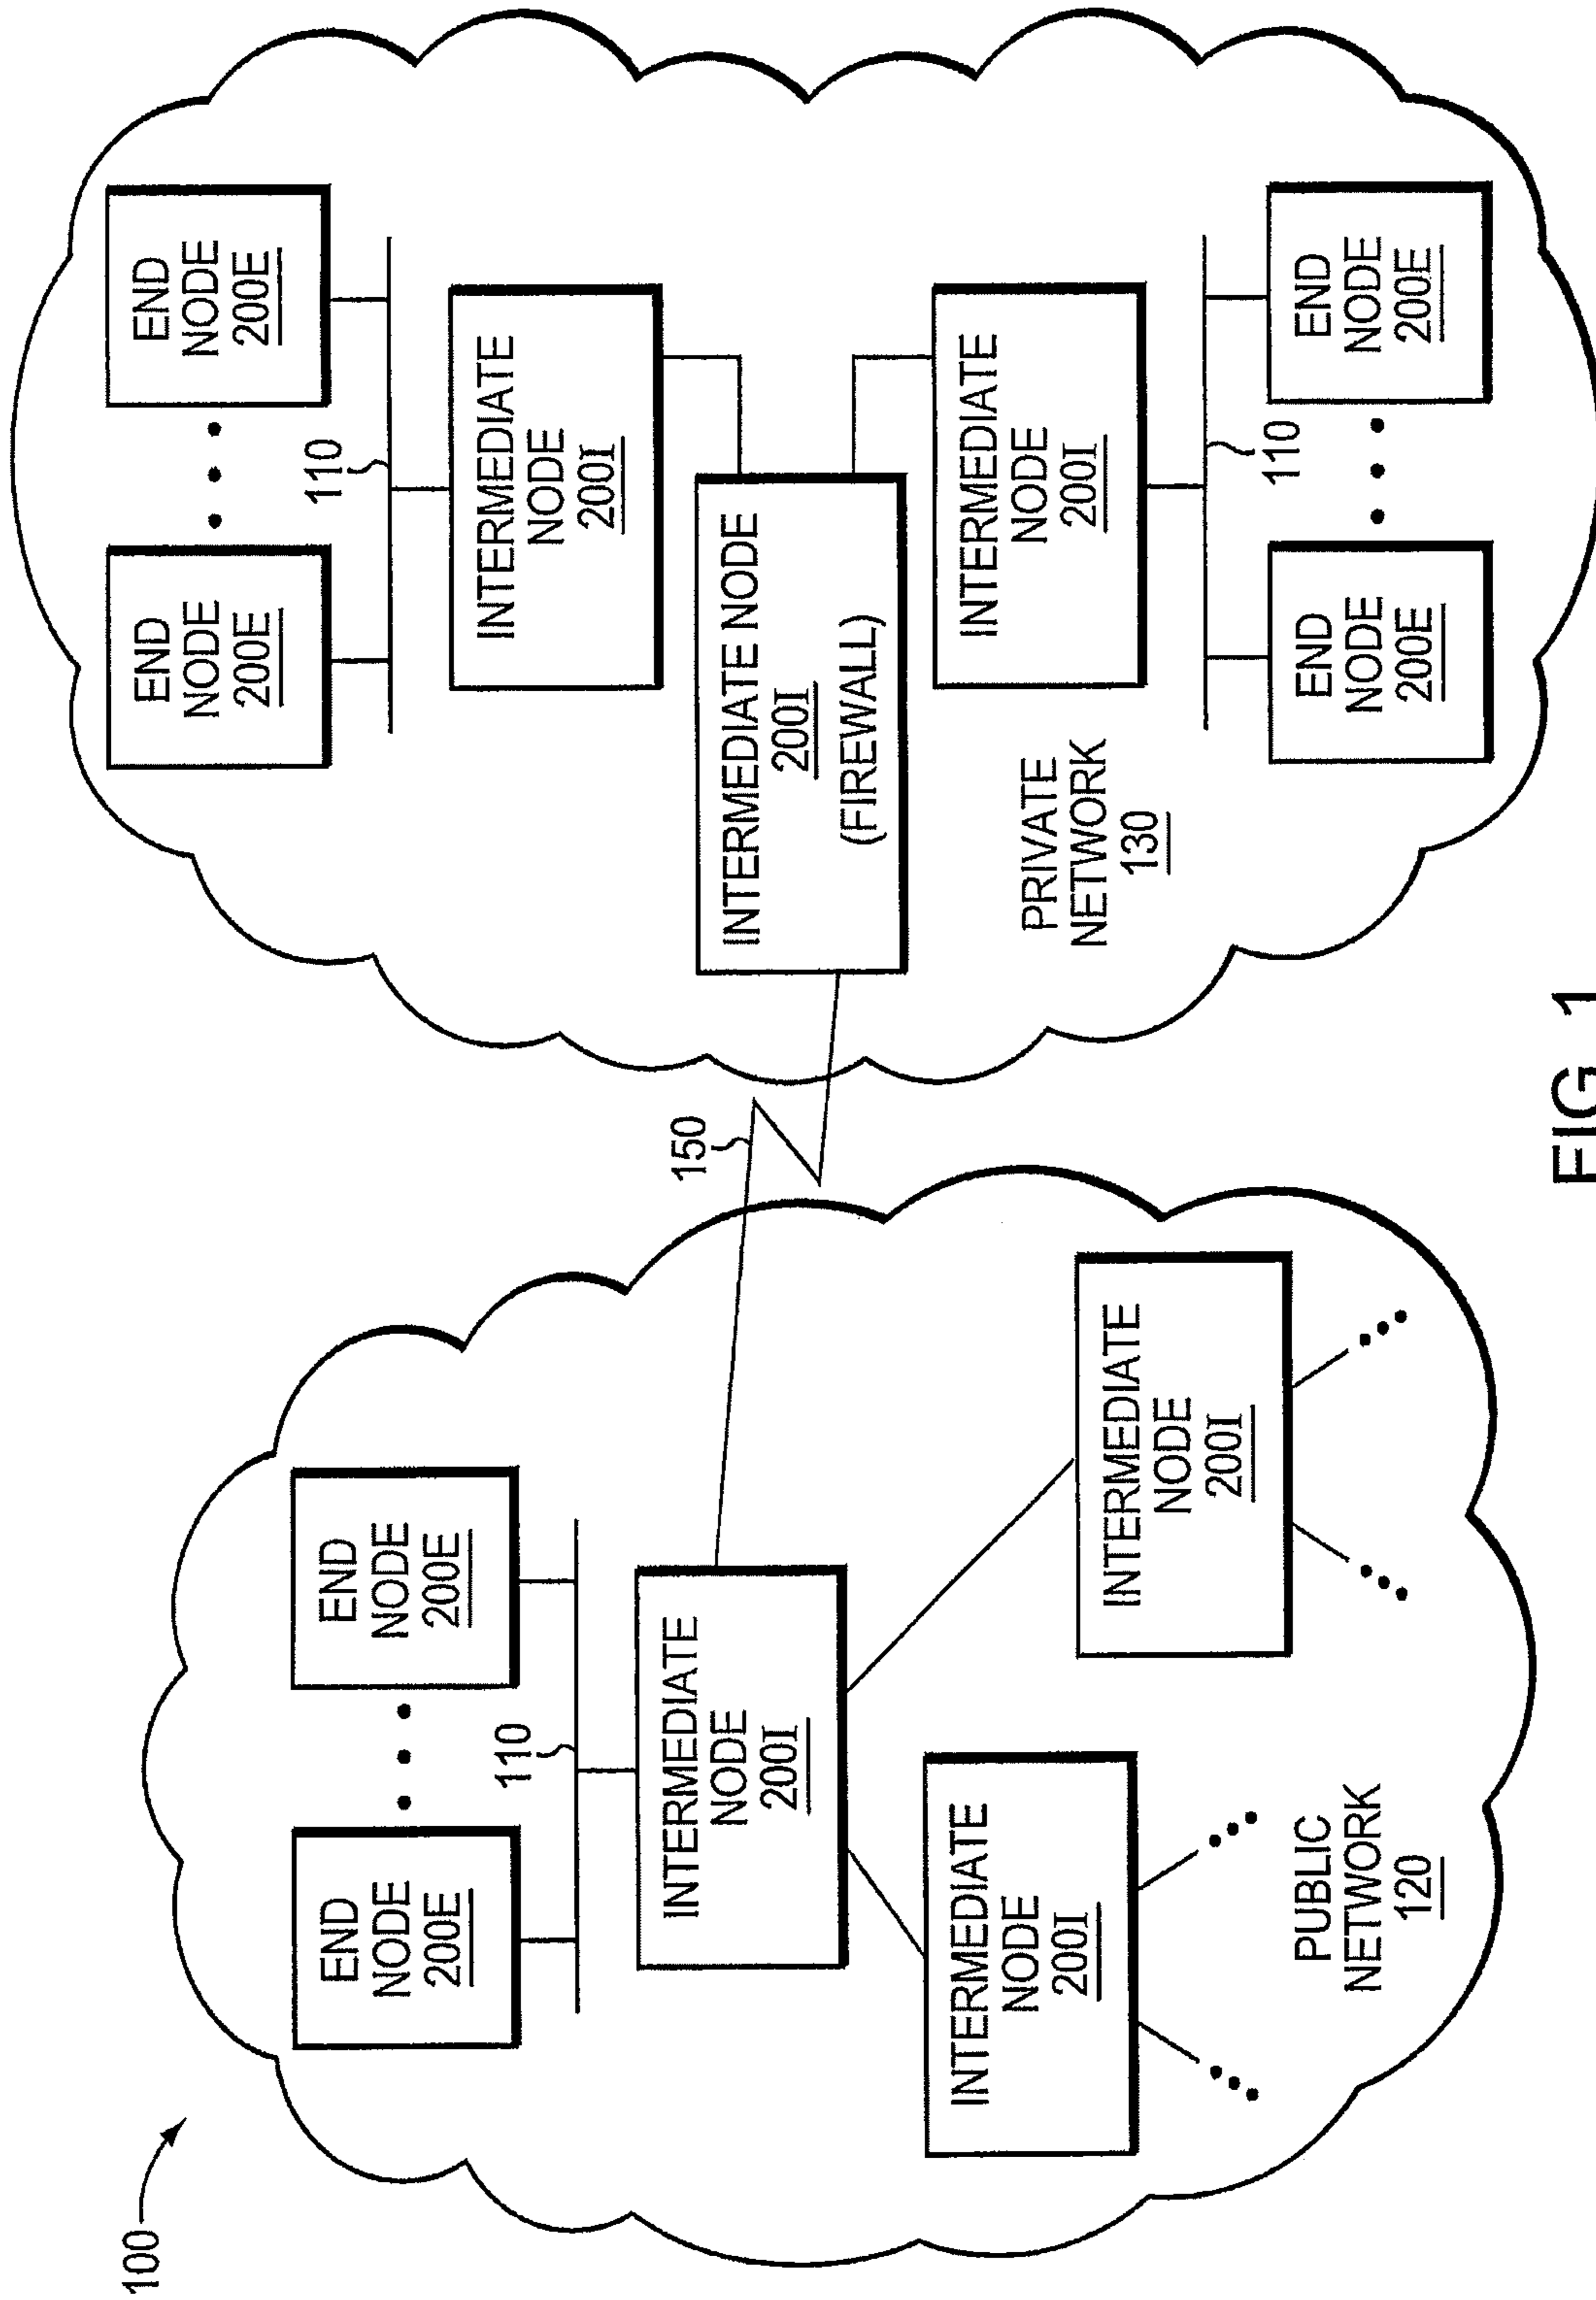 100
END
NODE
200E
END
NODE
200E
110
INTERMEDIATE
NODE
200I
INTERMEDIATE
NODE
200I
INTERMEDIATE
NODE
200I
PUBLIC
NETWORK
120
150
END
NODE
200E
END
NODE
200E
110
INTERMEDIATE
NODE
200I
INTERMEDIATE NODE
200I
(FIREWALL)
INTERMEDIATE
NODE
200I
PRIVATE
NETWORK
130
110
END
NODE
200E
END
NODE
200E
FIG. 1